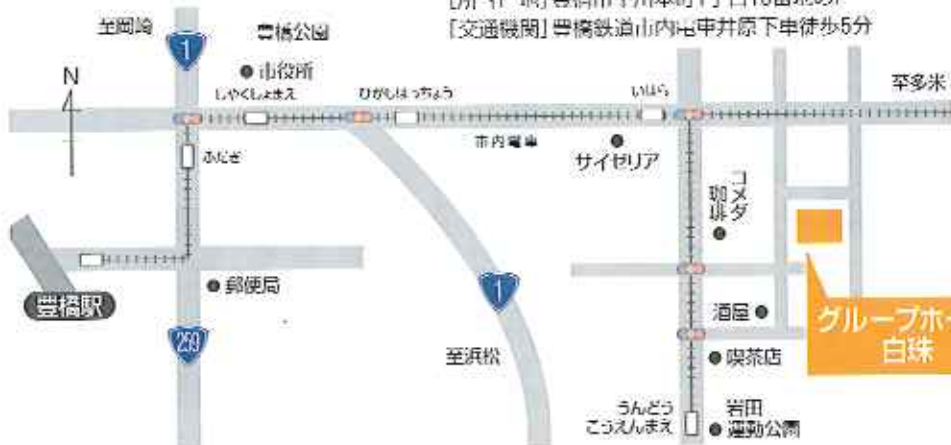 [交通機関] 豊橋鉄道市内電車井原下車徒歩5分
至岡崎
1
豊橋公園
N
市役所
しやくしょまえ
ひがしはっちょう
いはら
至多米
市内電車
サイゼリア
ふだぎ
コメダ
珈琲
郵便局
豊橋駅
1
259
至浜松
酒屋
グループホー
白珠
喫茶店
うんどう
こうえんまえ
岩田
運動公園